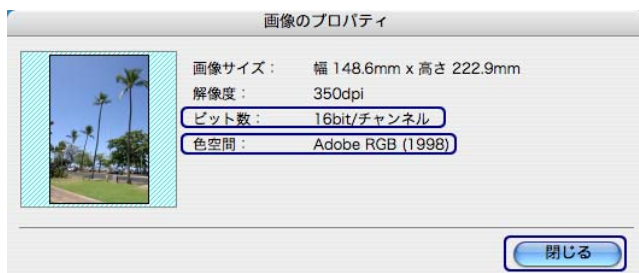 画像のプロパティ
画像サイズ： 幅 148.6mm x 高さ 222.9mm
解像度： 350dpi
ビット数： 16bit/チャンネル
色空間： Adobe RGB (1998)
閉じる